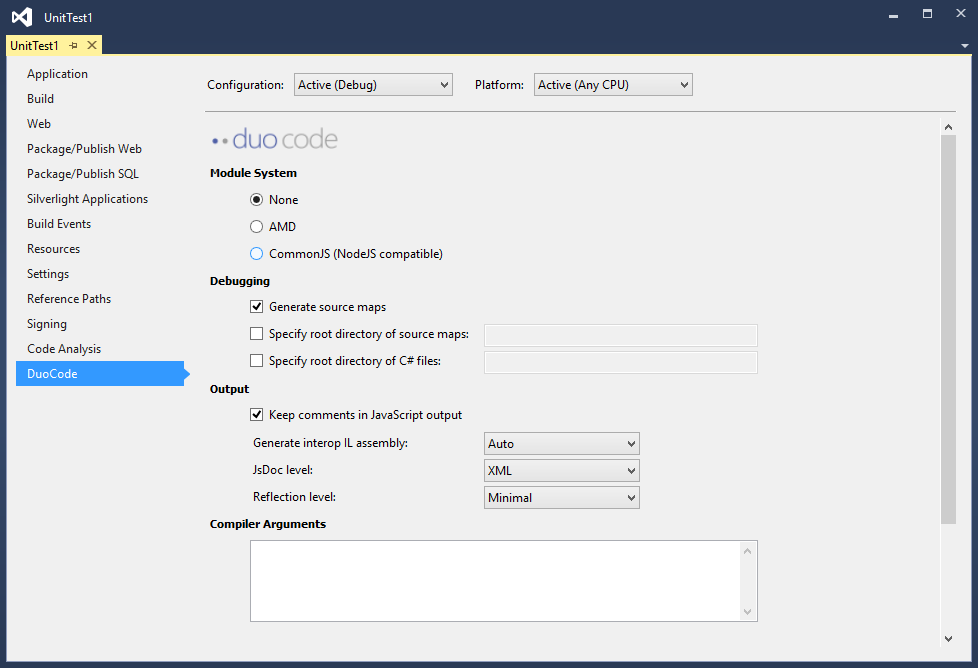 UnitTest1
UnitTest1
Application
Build
Web
Package/Publish Web
Package/Publish SQL
Silverlight Applications
Build Events
Resources
Settings
Reference Paths
Signing
Code Analysis
DuoCode
Configuration: Active (Debug) Platform: Active (Any CPU)
duo code
Module System
None
AMD
CommonJS (NodeJS compatible)
Debugging
Generate source maps
Specify root directory of source maps:
Specify root directory of C# files:
Output
Keep comments in JavaScript output
Generate interop IL assembly: Auto
JsDoc level: XML
Reflection level: Minimal
Compiler Arguments